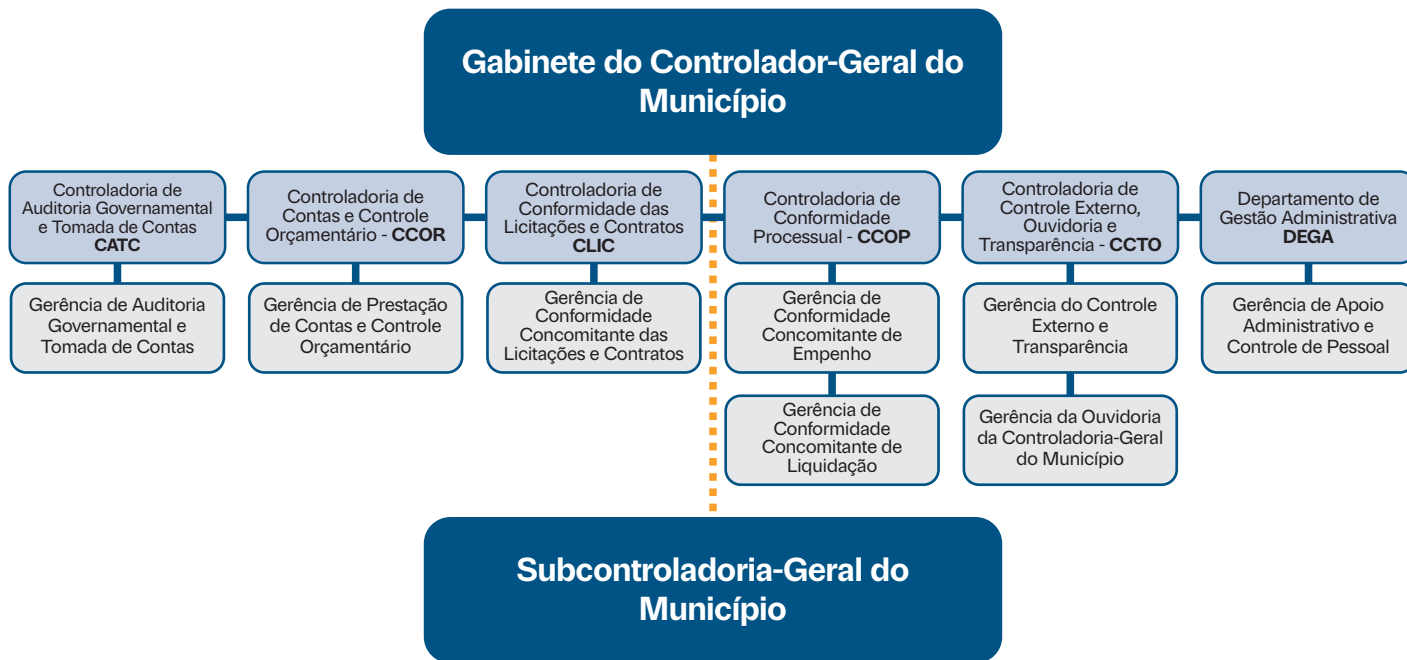 Gabinete do Controlador-Geral do
Município
Controladoria de
Auditoria Governamental
e Tomada de Contas
CATC
Controladoria de
Contas e Controle
Orçamentário - CCOR
Controladoria de
Conformidade das
Licitações e Contratos
CLIC
Controladoria de
Conformidade
Processual - CCOP
Controladoria de
Controle Externo,
Ouvidoria e
Transparência - CCTO
Departamento de
Gestão Administrativa
DEGA
Gerência de Auditoria
Governamental e
Tomada de Contas
Gerência de Prestação
de Contas e Controle
Orçamentário
Gerência de
Conformidade
Concomitante das
Licitações e Contratos
Gerência de
Conformidade
Concomitante de
Empenho
Gerência do Controle
Externo e
Transparência
Gerência de Apoio
Administrativo e
Controle de Pessoal
Gerência de
Conformidade
Concomitante de
Liquidação
Gerência da Ouvidoria
da Controladoria-Geral
do Município
Subcontroladoria-Geral do
Município